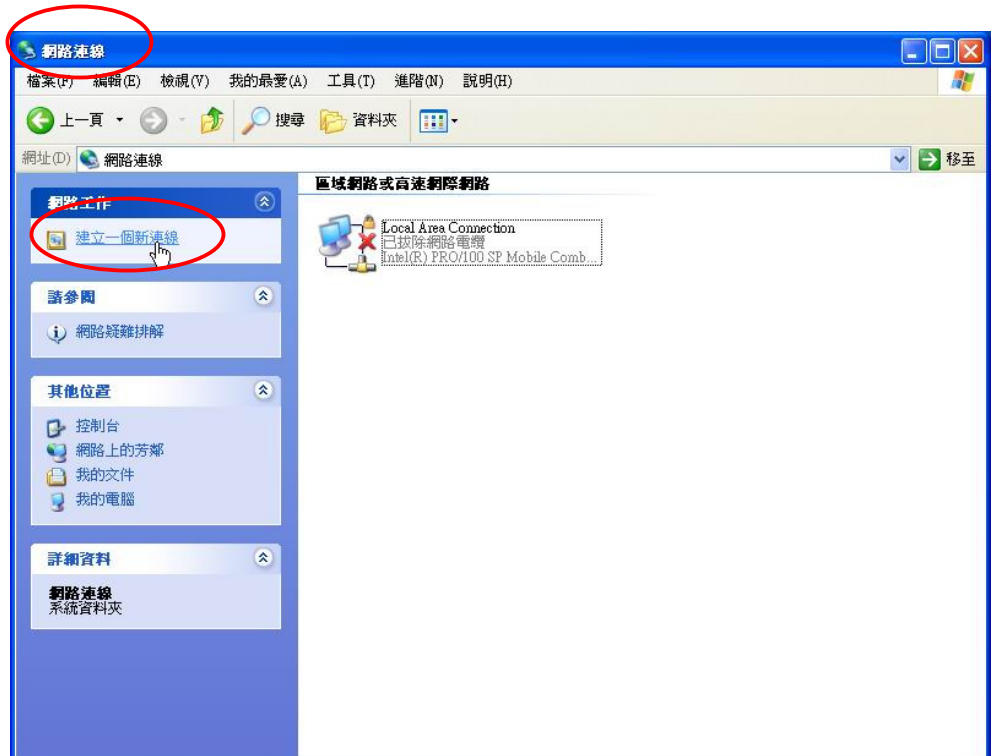 網路連線
檔案(F) 編輯(E) 檢視(V) 我的最愛(A) 工具(T) 進階(N) 說明(H)
上一頁 搜尋 資料夾
網址(D) 網路連線 移至
區域網路或高速網際網路
網路工作
建立一個新連線
Local Area Connection
已拔除網路電纜
Intel(R) PRO/100 SP Mobile Comb...
請參閱
網路疑難排解
其他位置
控制台
網路上的芳鄰
我的文件
我的電腦
詳細資料
網路連線
系統資料夾